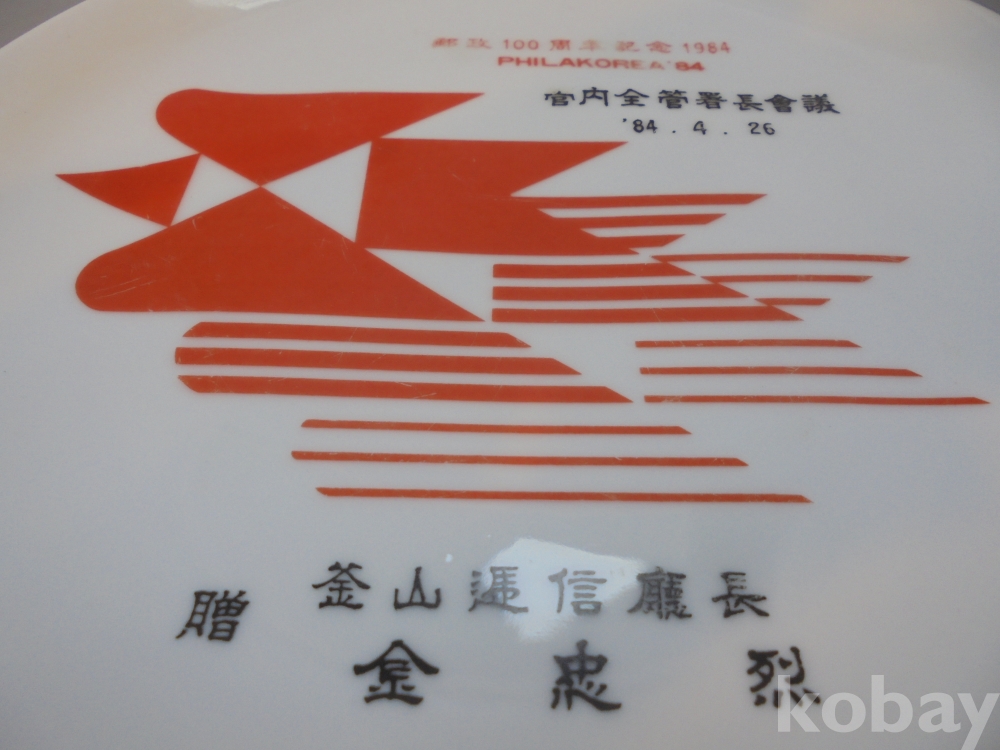 郵政100周年記念1984
PHILAKOREA '84
管内全管署長會議
'84. 4. 26
贈 釜山遞信廳長
金忠烈
kobay